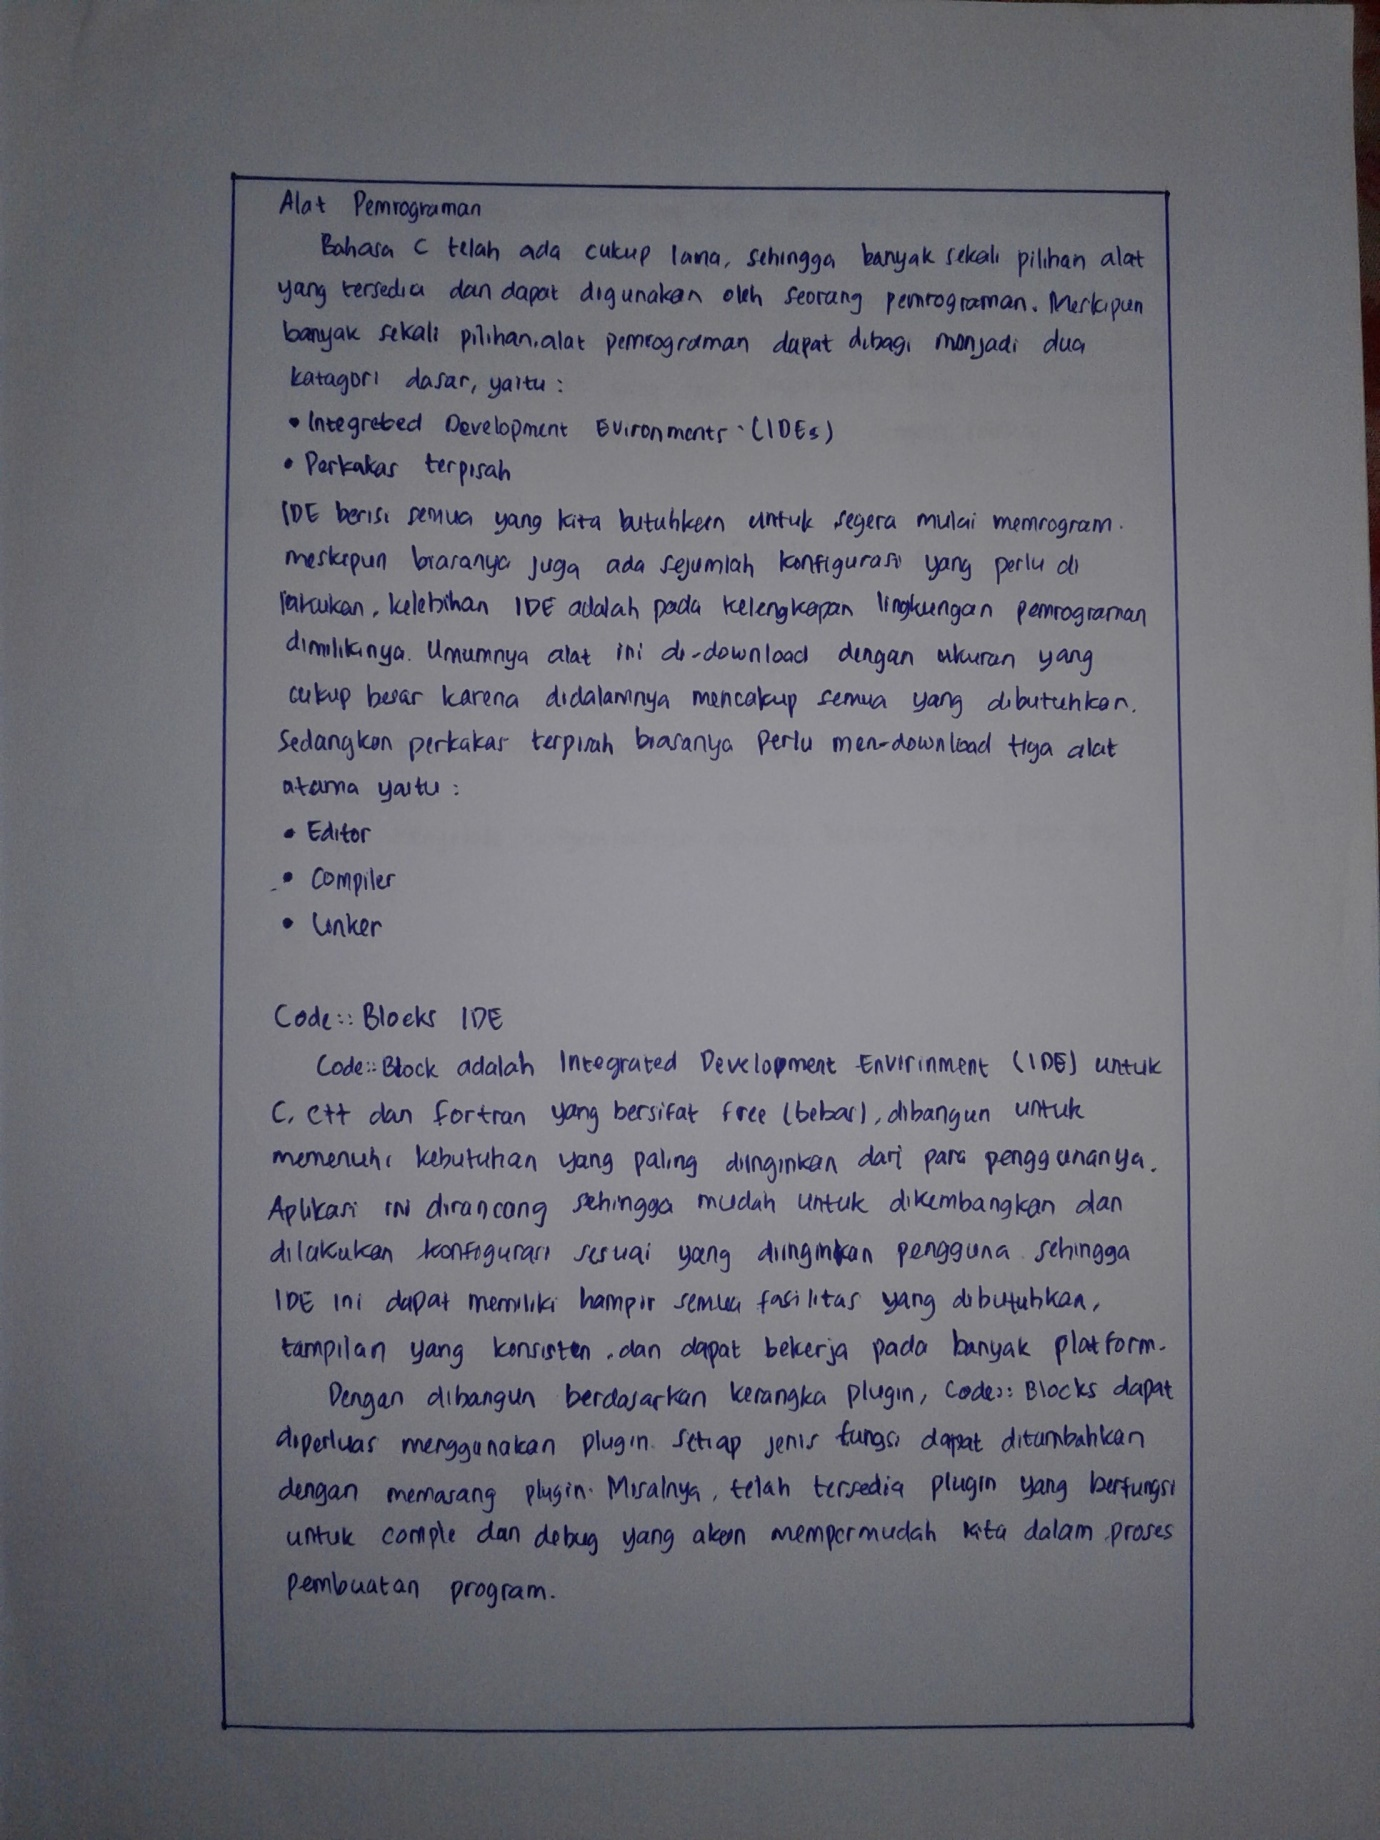 Alat Pemrograman
Bahasa C telah ada cukup lama, sehingga banyak sekali pilihan alat
yang tersedia dan dapat digunakan oleh seorang pemrograman. Meskipun
banyak sekali pilihan, alat pemrograman dapat dibagi menjadi dua
katagori dasar, yaitu :
• Integreted Development Evironments (IDEs)
• Perkakas terpisah
IDE berisi semua yang kita butuhkan untuk segera mulai memrogram.
meskipun biasanya juga ada sejumlah konfigurasi yang perlu di
lakukan, kelebihan IDE adalah pada kelengkapan lingkungan pemrograman
dimilikinya. Umumnya alat ini di-download dengan ukuran yang
cukup besar karena didalamnya mencakup semua yang dibutuhkan.
Sedangkan perkakas terpisah biasanya Perlu men-download tiga alat
utama yaitu :
• Editor
• Compiler
• Linker
Code:: Blocks IDE
Code::Block adalah Integrated Development Envirinment (IDE) untuk
C, C++ dan fortran yang bersifat free (bebas), dibangun untuk
memenuhi kebutuhan yang paling diinginkan dari para penggunanya.
Aplikasi ini dirancang sehingga mudah untuk dikembangkan dan
dilakukan konfigurasi sesuai yang diinginkan pengguna sehingga
IDE ini dapat memiliki hampir semua fasilitas yang dibutuhkan,
tampilan yang konsisten, dan dapat bekerja pada banyak platform.
Dengan dibangun berdasarkan kerangka plugin, Code:: Blocks dapat
diperluas menggunakan plugin. Setiap jenis fungsi dapat ditambahkan
dengan memasang plugin. Misalnya, telah tersedia plugin yang berfungsi
untuk comple dan debug yang akan mempermudah kita dalam proses
pembuatan program.